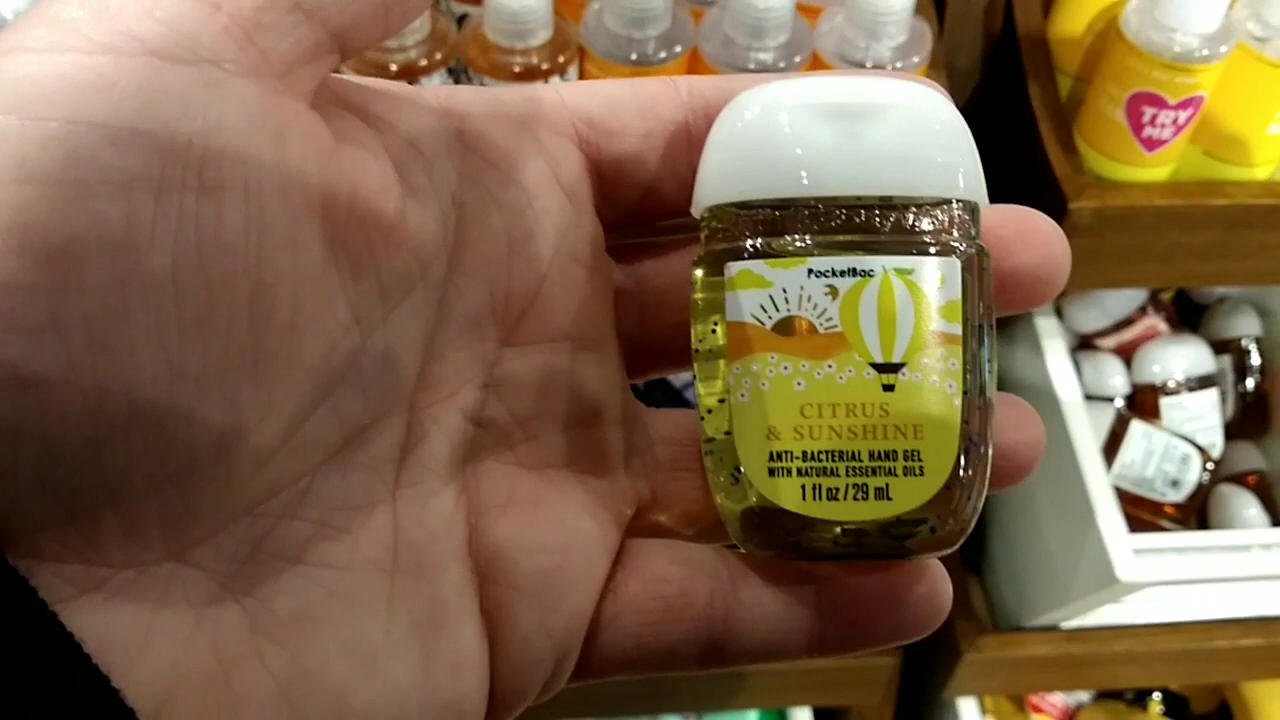 TRY
ME
PocketBac
CITRUS
& SUNSHINE
ANTI-BACTERIAL HAND GEL
WITH NATURAL ESSENTIAL OILS
1 fl oz / 29 mL